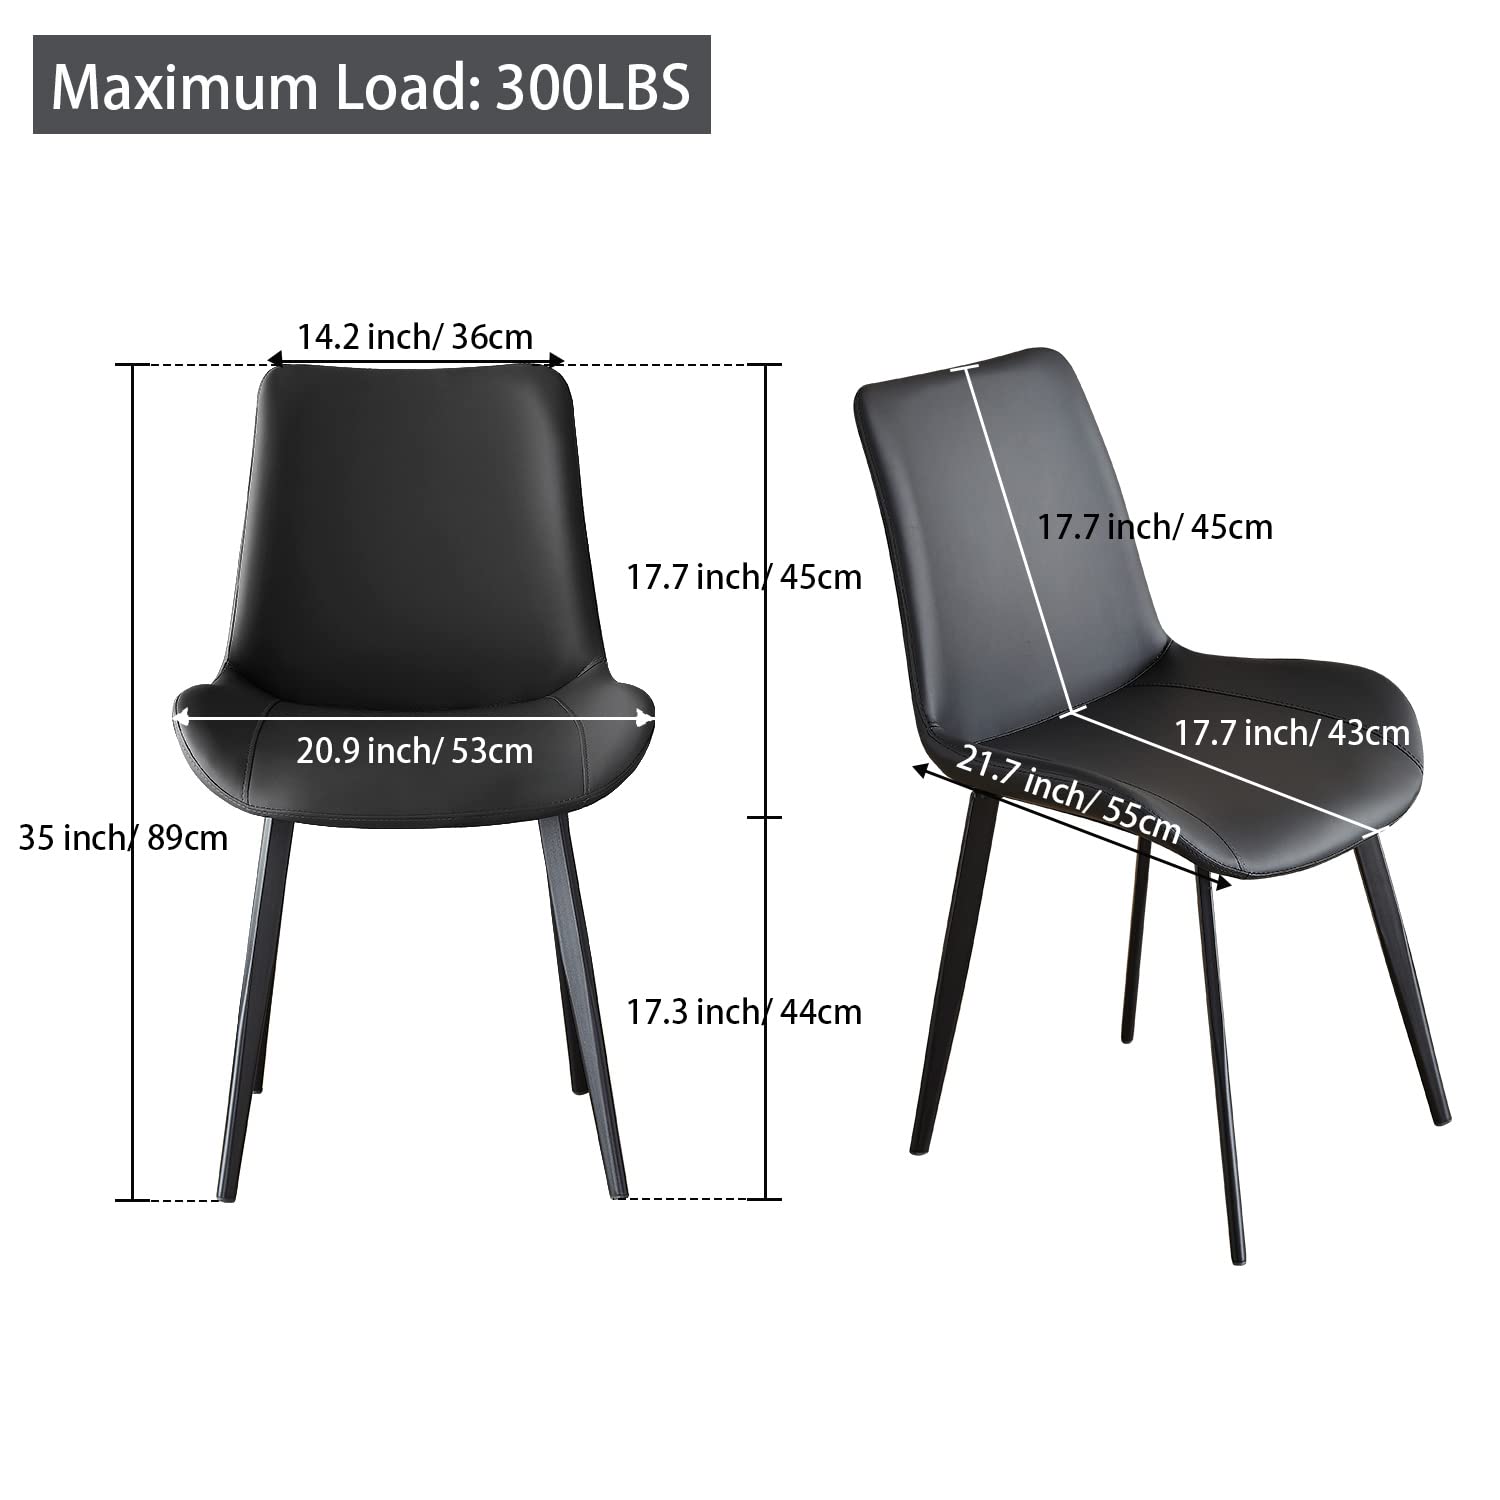 Maximum Load: 300LBS
14.2 inch/ 36cm
17.7 inch/ 45cm
17.7 inch/ 45cm
20.9 inch/ 53cm
17.7 inch/ 43cm
21.7 inch/ 55cm
35 inch/ 89cm
17.3 inch/ 44cm